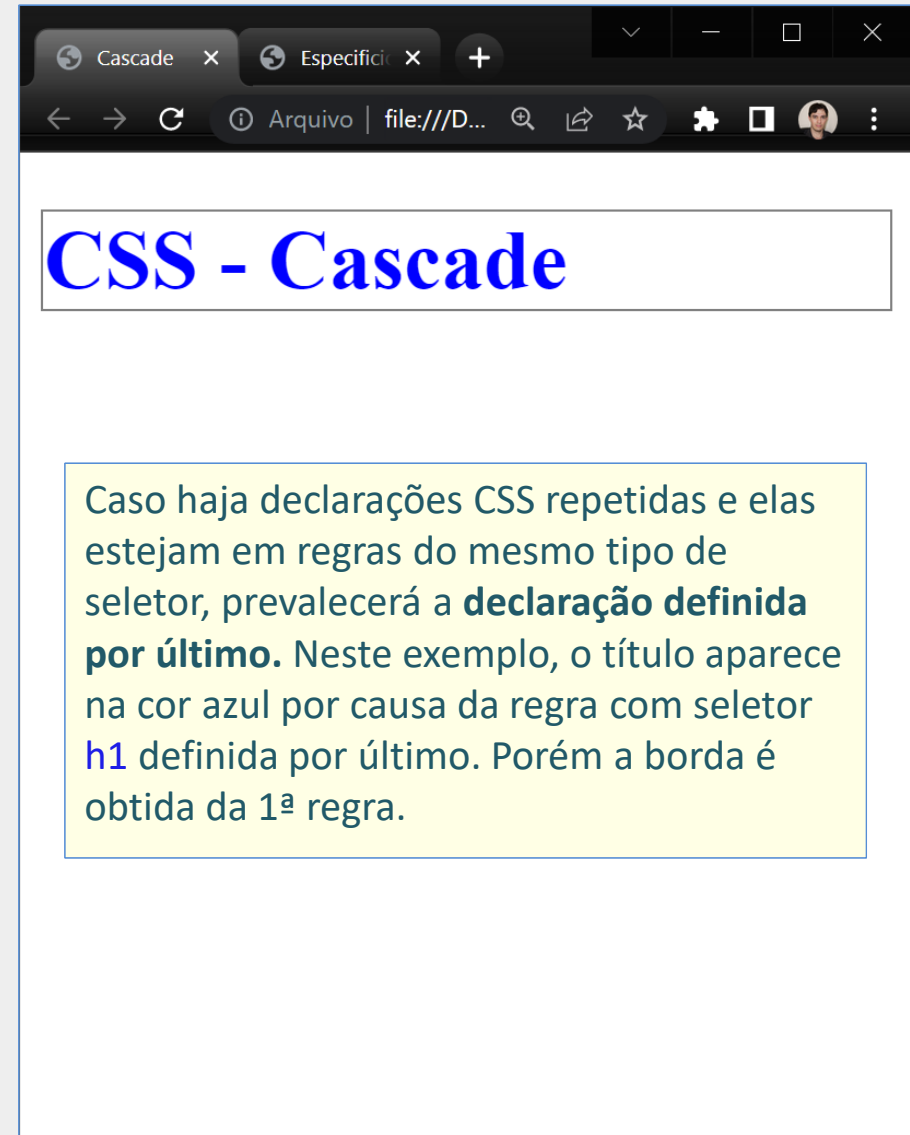 Cascade
Especific
Arquivo | file:///D...
CSS - Cascade
Caso haja declarações CSS repetidas e elas
estejam em regras do mesmo tipo de
seletor, prevalecerá a declaração definida
por último. Neste exemplo, o título aparece
na cor azul por causa da regra com seletor
h1 definida por último. Porém a borda é
obtida da 1ª regra.